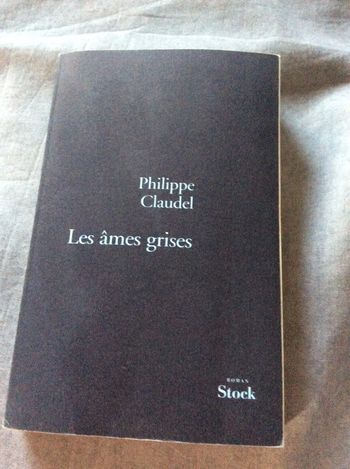 Philippe
Claudel
Les âmes grises
ROMAN
Stock